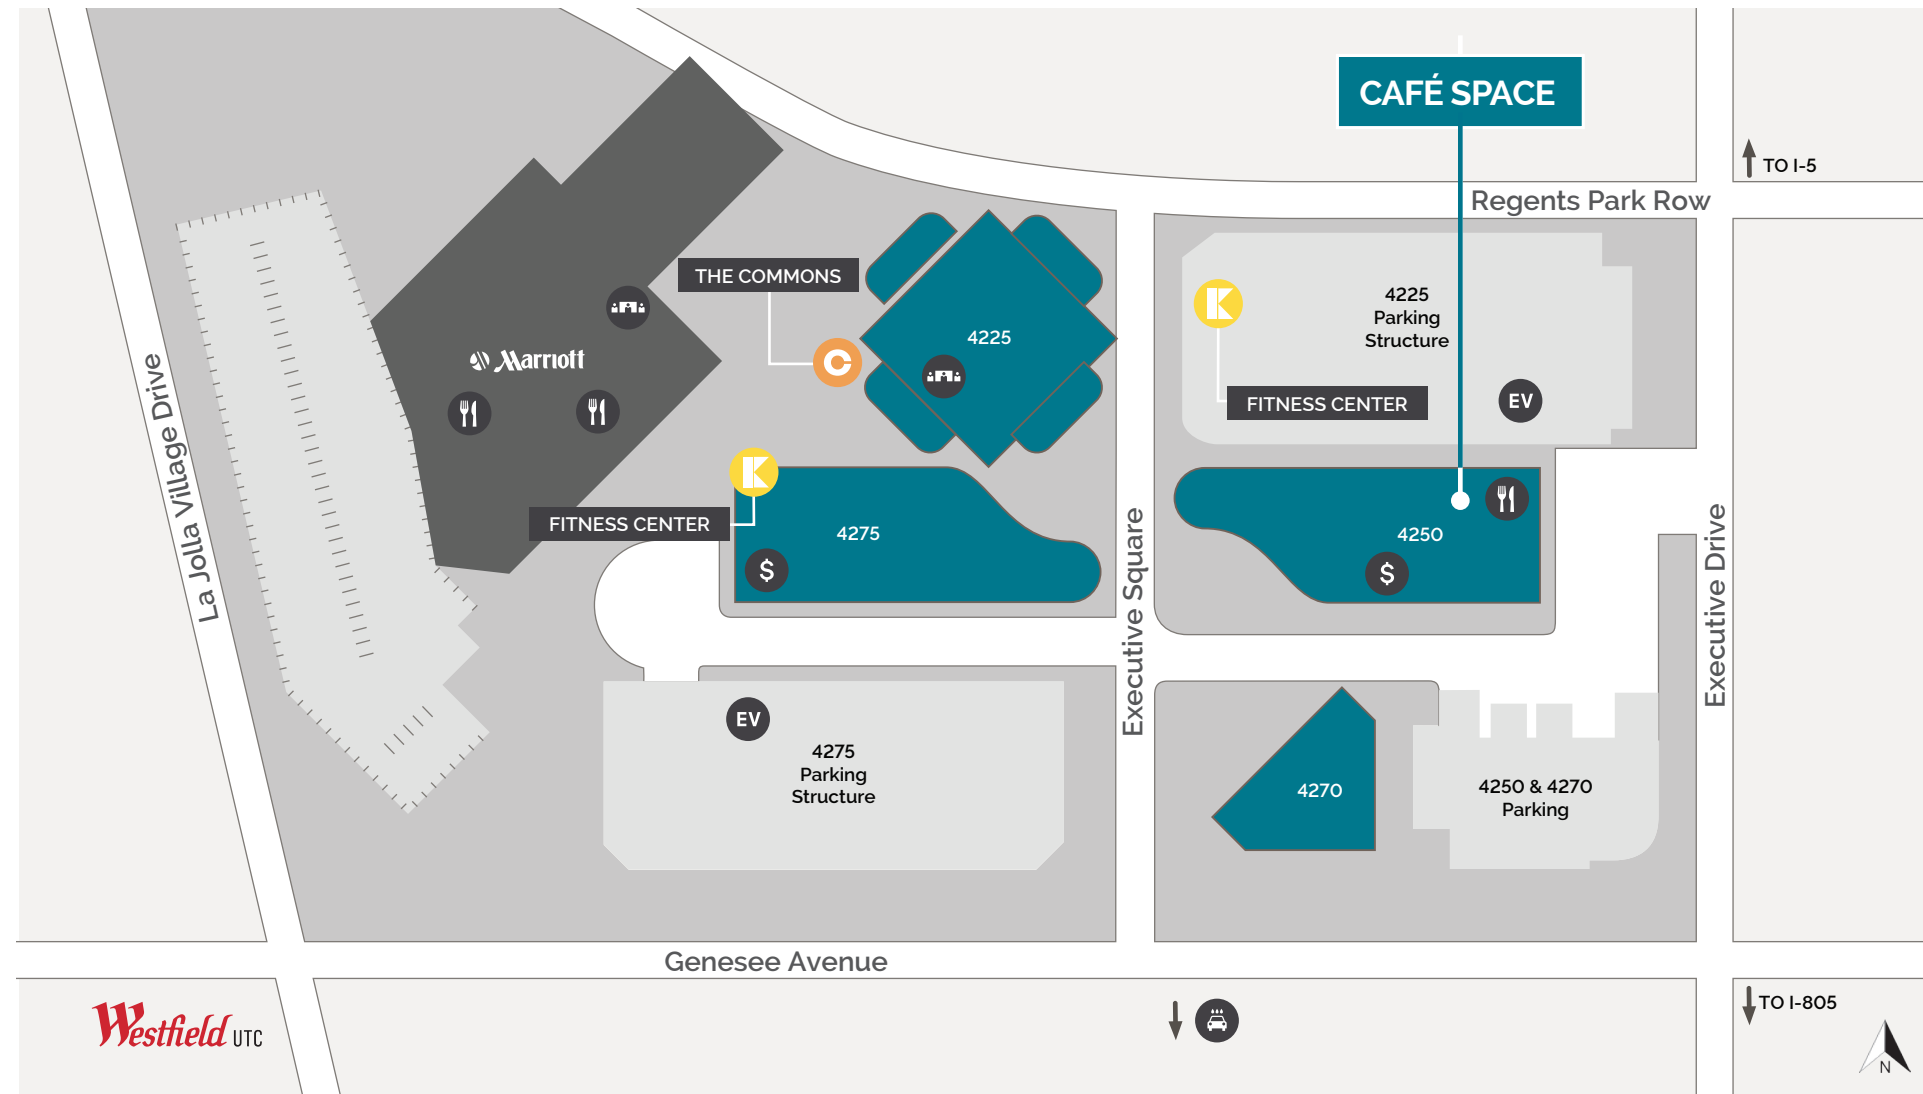 CAFÉ SPACE
TO I-5
Regents Park Row
THE COMMONS
4225
4225
Parking
Structure
FITNESS CENTER
EV
Marriott
La Jolla Village Drive
FITNESS CENTER
4275
$
4250
$
Executive Square
Executive Drive
EV
4275
Parking
Structure
4270
4250 & 4270
Parking
Genesee Avenue
Westfield UTC
TO I-805
N